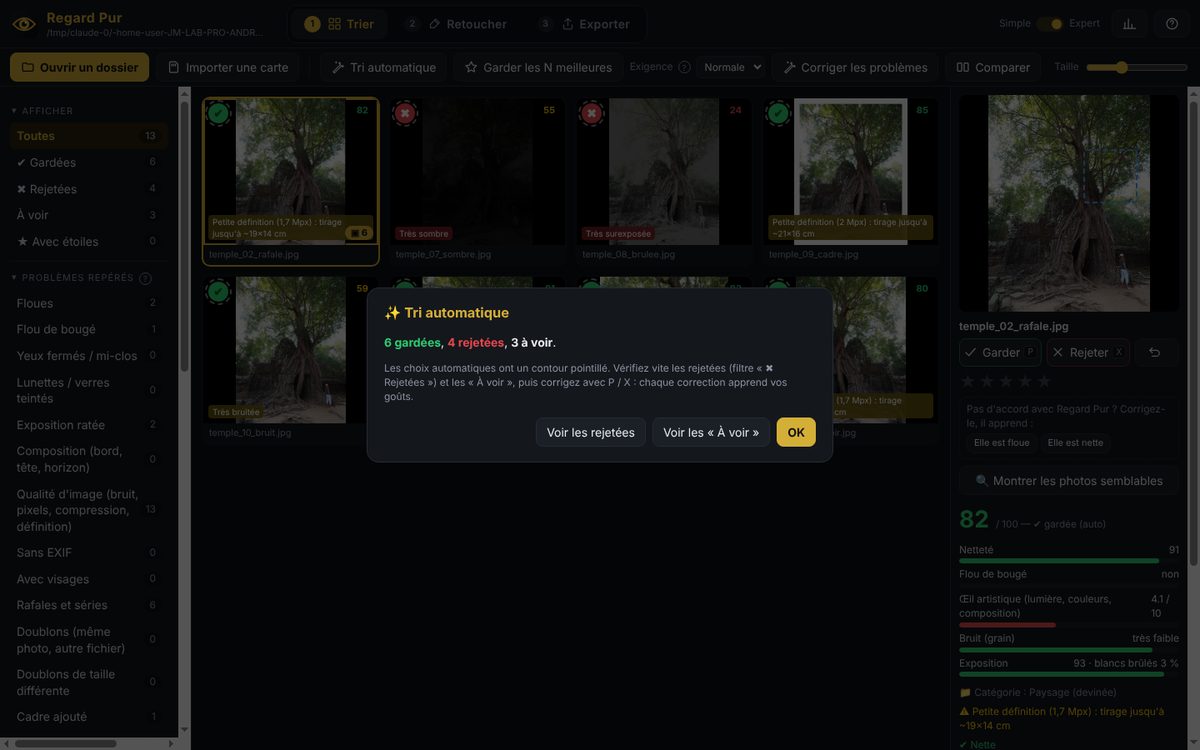 Regard Pur
/tmp/claude-0/-home-user-JM-LAB-PRO-ANDR...
1 Trier
2 Retoucher
3 Exporter
Simple Expert
Ouvrir un dossier
Importer une carte
Tri automatique
Garder les N meilleures
Exigence ?
Normale
Corriger les problèmes
Comparer
Taille
AFFICHER
Toutes 13
✔ Gardées 6
✖ Rejetées 4
À voir 3
★ Avec étoiles 0
PROBLÈMES REPÉRÉS ?
Floues 2
Flou de bougé 1
Yeux fermés / mi-clos 0
Lunettes / verres
teintés 0
Exposition ratée 2
Composition (bord,
tête, horizon) 0
Qualité d'image (bruit,
pixels, compression,
définition) 13
Sans EXIF 0
Avec visages 0
Rafales et séries 6
Doublons (même
photo, autre fichier) 0
Doublons de taille
différente 0
Cadre ajouté 1
82
Petite définition (1,7 Mpx) : tirage
jusqu'à ~19×14 cm
6
temple_02_rafale.jpg
55
Très sombre
temple_07_sombre.jpg
24
Très surexposée
temple_08_brulee.jpg
85
Petite définition (2 Mpx) : tirage
~21×16 cm
temple_09_cadre.jpg
59
Très bruitée
temple_10_bruit.jpg
80
✨ Tri automatique
6 gardées, 4 rejetées, 3 à voir.
Les choix automatiques ont un contour pointillé. Vérifiez vite les rejetées (filtre « ✖
Rejetées ») et les « À voir », puis corrigez avec P / X : chaque correction apprend vos
goûts.
Voir les rejetées
Voir les « À voir »
OK
temple_02_rafale.jpg
Garder P
Rejeter X
Pas d'accord avec Regard Pur ? Corrigez-
le, il apprend :
Elle est floue
Elle est nette
Montrer les photos semblables
82 / 100 — ✔ gardée (auto)
Netteté 91
Flou de bougé non
Œil artistique (lumière, couleurs,
composition) 4.1 /
10
Bruit (grain) très faible
Exposition 93 · blancs brûlés 3 %
Catégorie : Paysage (devinée)
⚠ Petite définition (1,7 Mpx) : tirage jusqu'à
~19×14 cm
✔ Nette